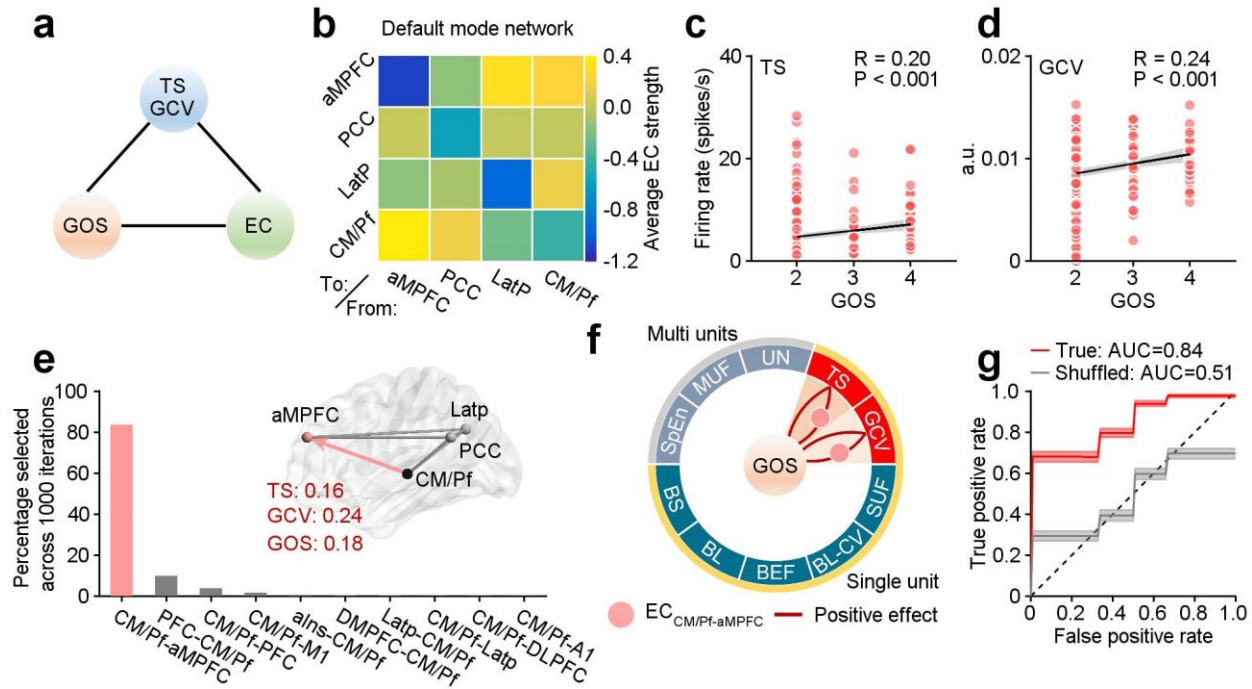 a
TS
GCV
GOS
EC
b
Default mode network
aMPFC
PCC
LatP
CM/Pf
To:
From:
aMPFC
PCC
LatP
CM/Pf
0.4
0.0
-0.4
-0.8
-1.2
Average EC strength
c
TS
R = 0.20
P < 0.001
Firing rate (spikes/s)
40
20
0
2
3
4
GOS
d
GCV
R = 0.24
P < 0.001
a.u.
0.02
0.01
0
2
3
4
GOS
e
Percentage selected
across 1000 iterations
100
80
60
40
20
0
CM/Pf-aMPFC
PFC-CM/Pf
CM/Pf-PFC
CM/Pf-M1
aIns-CM/Pf
DMPFC-CM/Pf
Latp-CM/Pf
CM/Pf-Latp
CM/Pf-DLPFC
CM/Pf-A1
aMPFC
Latp
PCC
CM/Pf
TS: 0.16
GCV: 0.24
GOS: 0.18
f
Multi units
SpEn
MUF
UN
TS
GCV
SUF
BL-CV
BEF
BL
BS
GOS
Single unit
EC CM/Pf-aMPFC
Positive effect
g
True: AUC=0.84
Shuffled: AUC=0.51
True positive rate
1.0
0.8
0.6
0.4
0.2
0
0
0.2
0.4
0.6
0.8
1.0
False positive rate